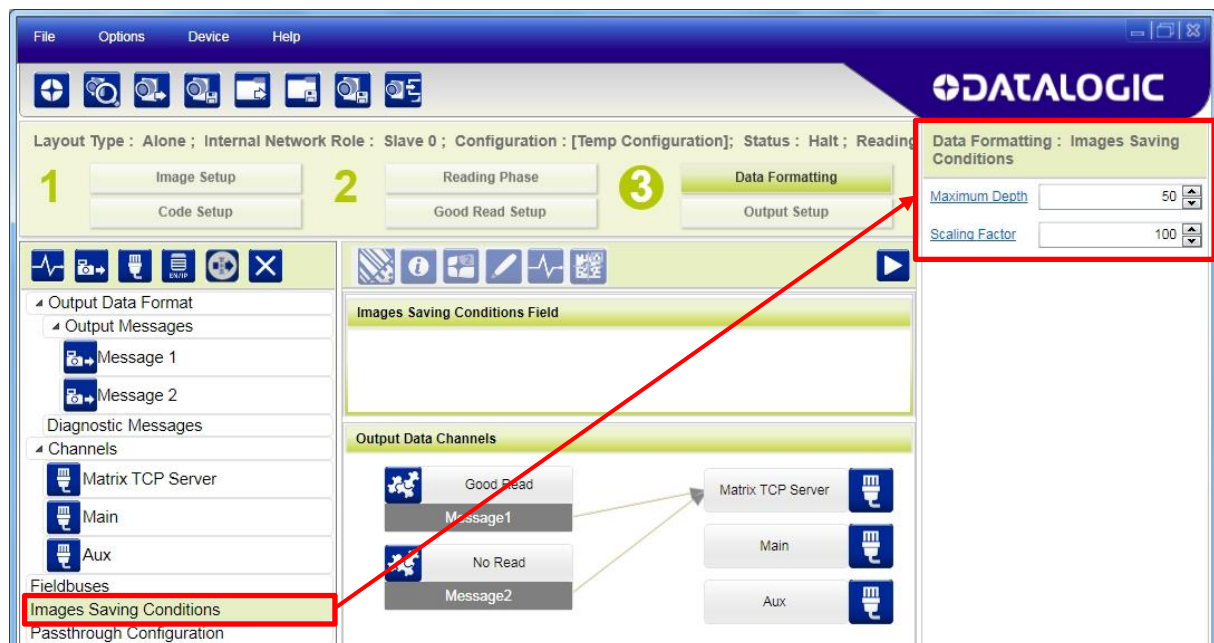 File Options Device Help
DATALOGIC
Layout Type : Alone ; Internal Network Role : Slave 0 ; Configuration : [Temp Configuration]; Status : Halt ; Reading
1 Image Setup
Code Setup
2 Reading Phase
Good Read Setup
3 Data Formatting
Output Setup
Data Formatting : Images Saving
Conditions
Maximum Depth 50
Scaling Factor 100
EN/IP
Output Data Format
Output Messages
Message 1
Message 2
Diagnostic Messages
Channels
Matrix TCP Server
Main
Aux
Fieldbuses
Images Saving Conditions
Passthrough Configuration
Images Saving Conditions Field
Output Data Channels
Good Read
Message1
No Read
Message2
Matrix TCP Server
Main
Aux